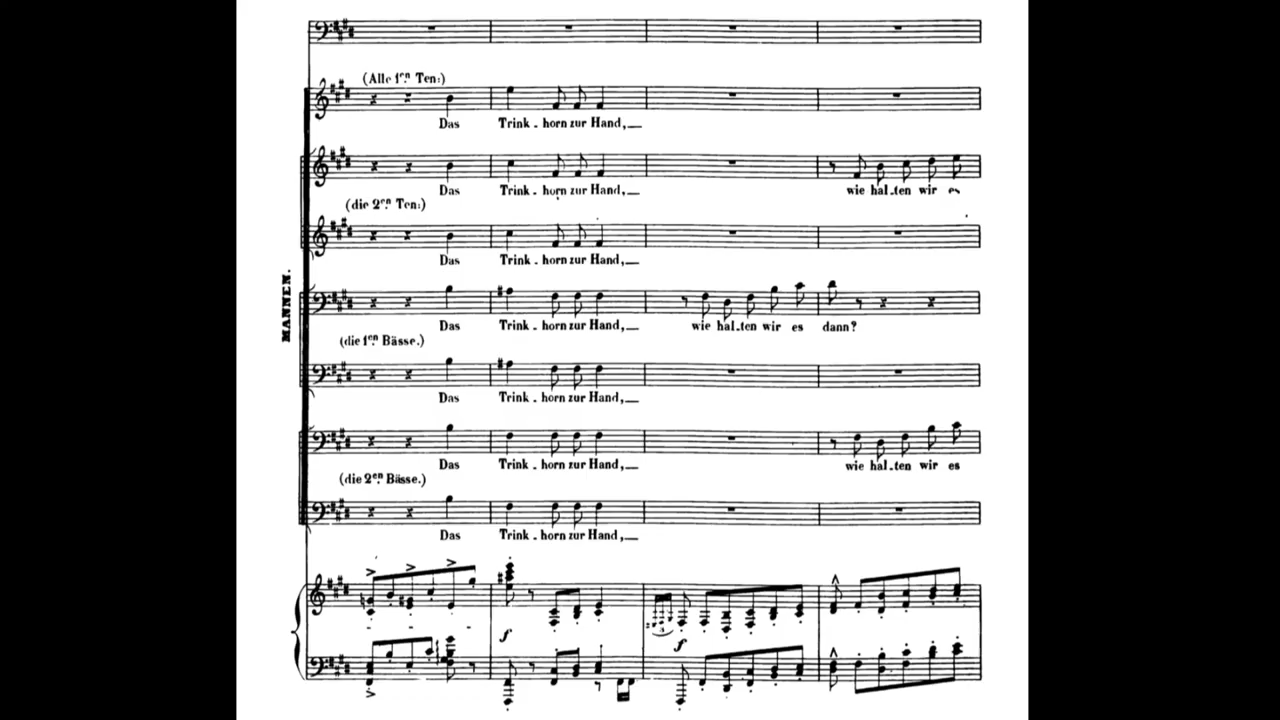 (Alle 1en. Ten:)
Das Trink - horn zur Hand,
Das Trink - horn zur Hand, wie hal-ten wir es
(die 2en. Ten:)
Das Trink - horn zur Hand,
MANNEN.
Das Trink - horn zur Hand, wie hal-ten wir es dann?
(die 1en. Bässe.)
Das Trink - horn zur Hand,
Das Trink - horn zur Hand, wie hal-ten wir es
(die 2en. Bässe.)
Das Trink - horn zur Hand,
f
f